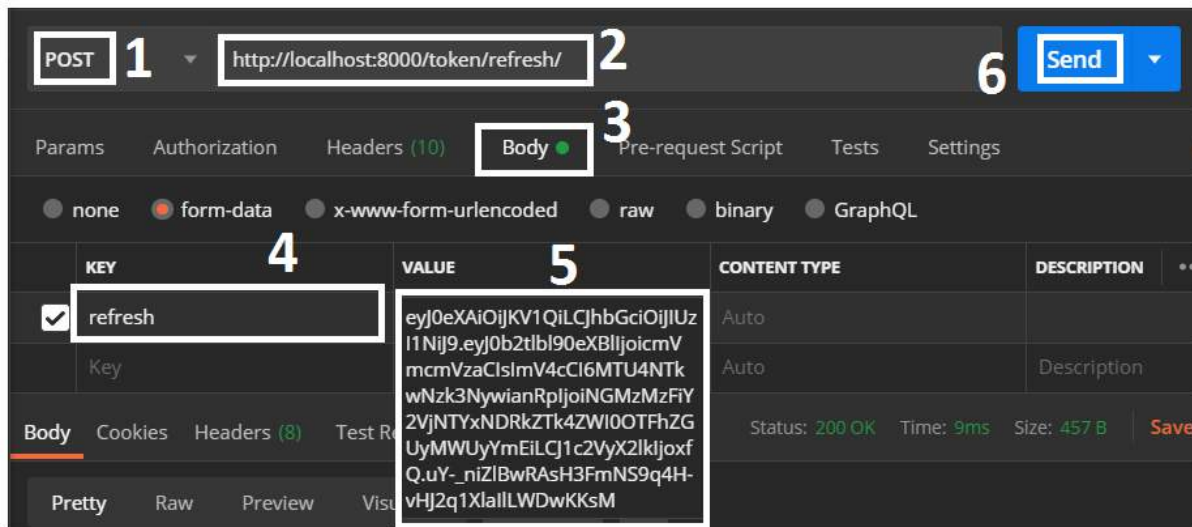 POST 1 http://localhost:8000/token/refresh/ 2 6 Send
3
Params Authorization Headers (10) Body Pre-request Script Tests Settings
none form-data x-www-form-urlencoded raw binary GraphQL
4 5
KEY VALUE CONTENT TYPE DESCRIPTION
refresh Auto
eyJ0eXAiOiJKV1QiLCJhbGciOiJIUz
I1NiJ9.eyJ0b2tlbl90eXBlIjoicmV
mcmVzaCIsImV4cCI6MTU4NTk
wNzk3NywianRpIjoiNGMzMzFiY
2VjNTYxNDRkZTk4ZWI0OTFhZG
UyMWUyYmEiLCJ1c2VyX2lkIjoxf
Q.uY-_niZlBwRAsH3FmNS9q4H-
vHJ2q1XlaIlLWDwKKsM
Key Auto Description
Body Cookies Headers (8) Test Status: 200 OK Time: 9ms Size: 457 B Save
Pretty Raw Preview